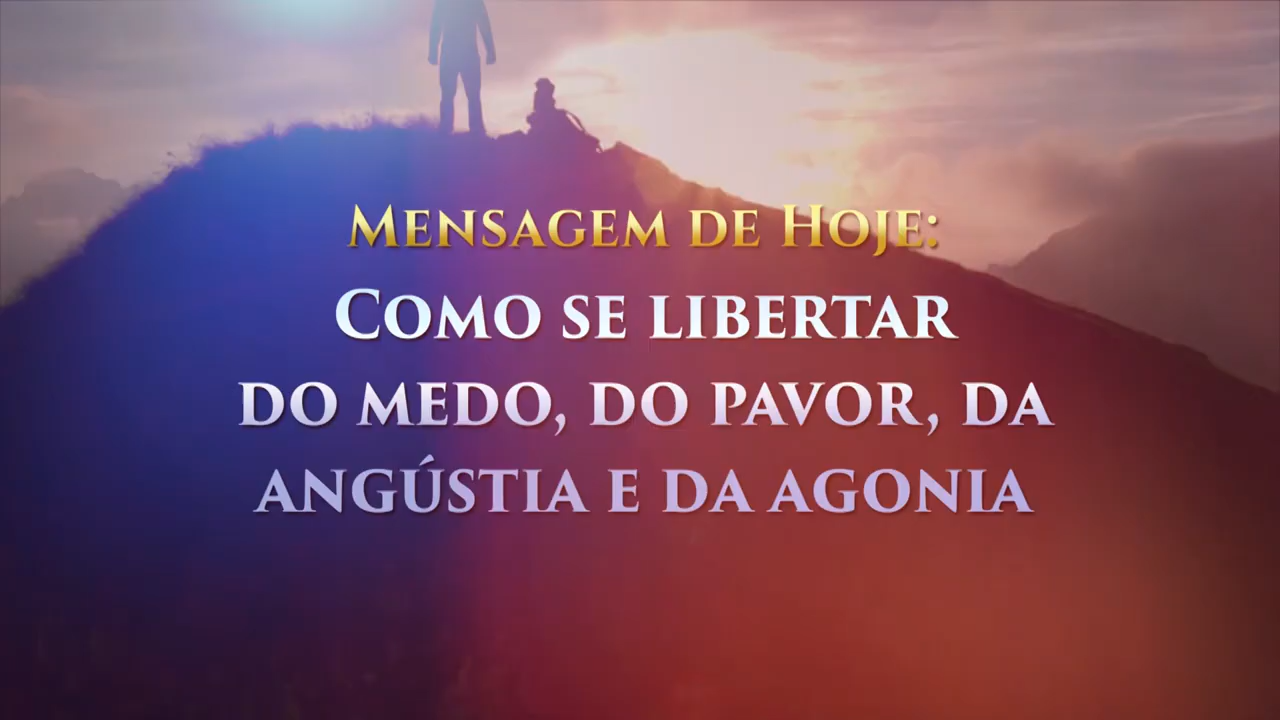 Mensagem de Hoje:
Como se libertar
do medo, do pavor, da
angústia e da agonia